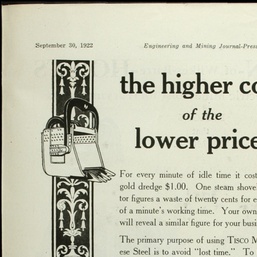 September 30, 1922
Engineering and Mining Journal-Press
the higher co
of the
lower price
For every minute of idle time it cost
gold dredge $1.00. One steam shove
tor figures a waste of twenty cents for e
of a minute's working time. Your own
will reveal a similar figure for your busi
The primary purpose of using TISCO M
ese Steel is to avoid "lost time." To